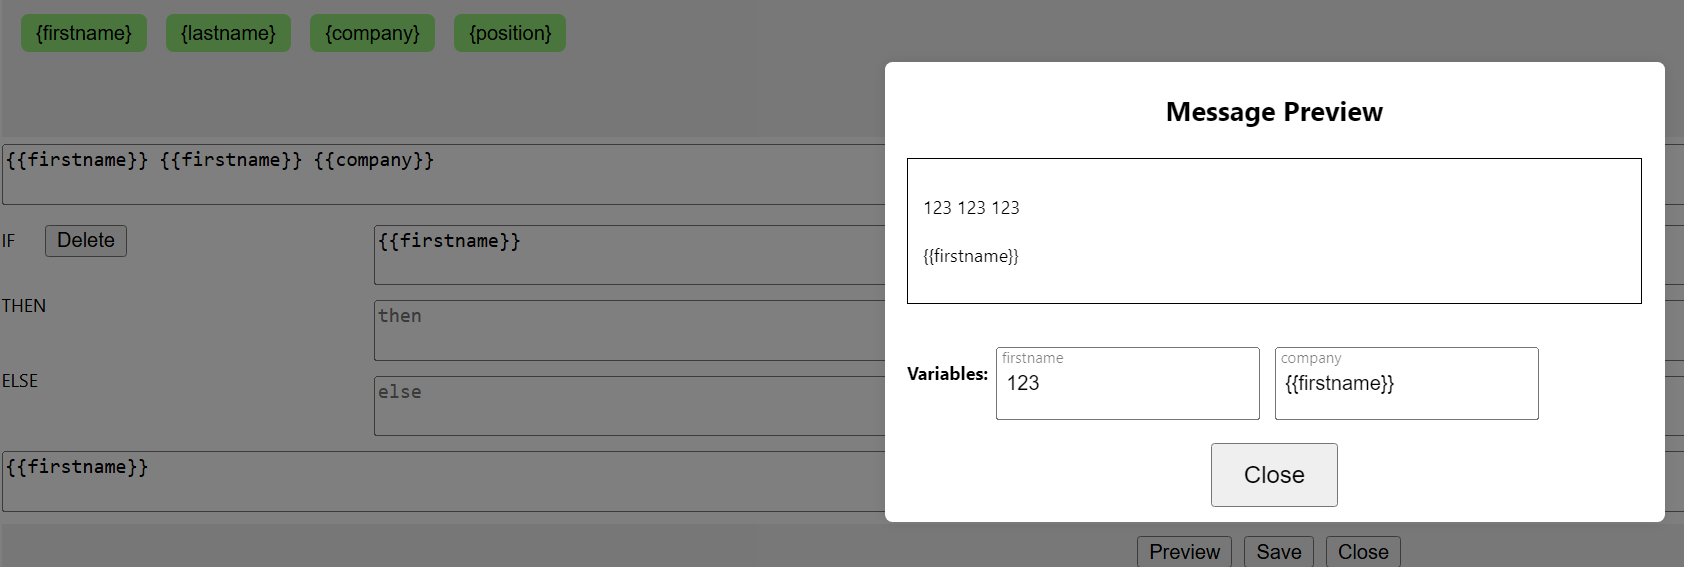 {firstname} {lastname} {company} {position}
{{firstname}} {{firstname}} {{company}}
IF Delete {{firstname}}
THEN then
ELSE else
{{firstname}}
Preview Save Close
Message Preview
123 123 123
{{firstname}}
Variables: firstname 123 company {{firstname}}
Close